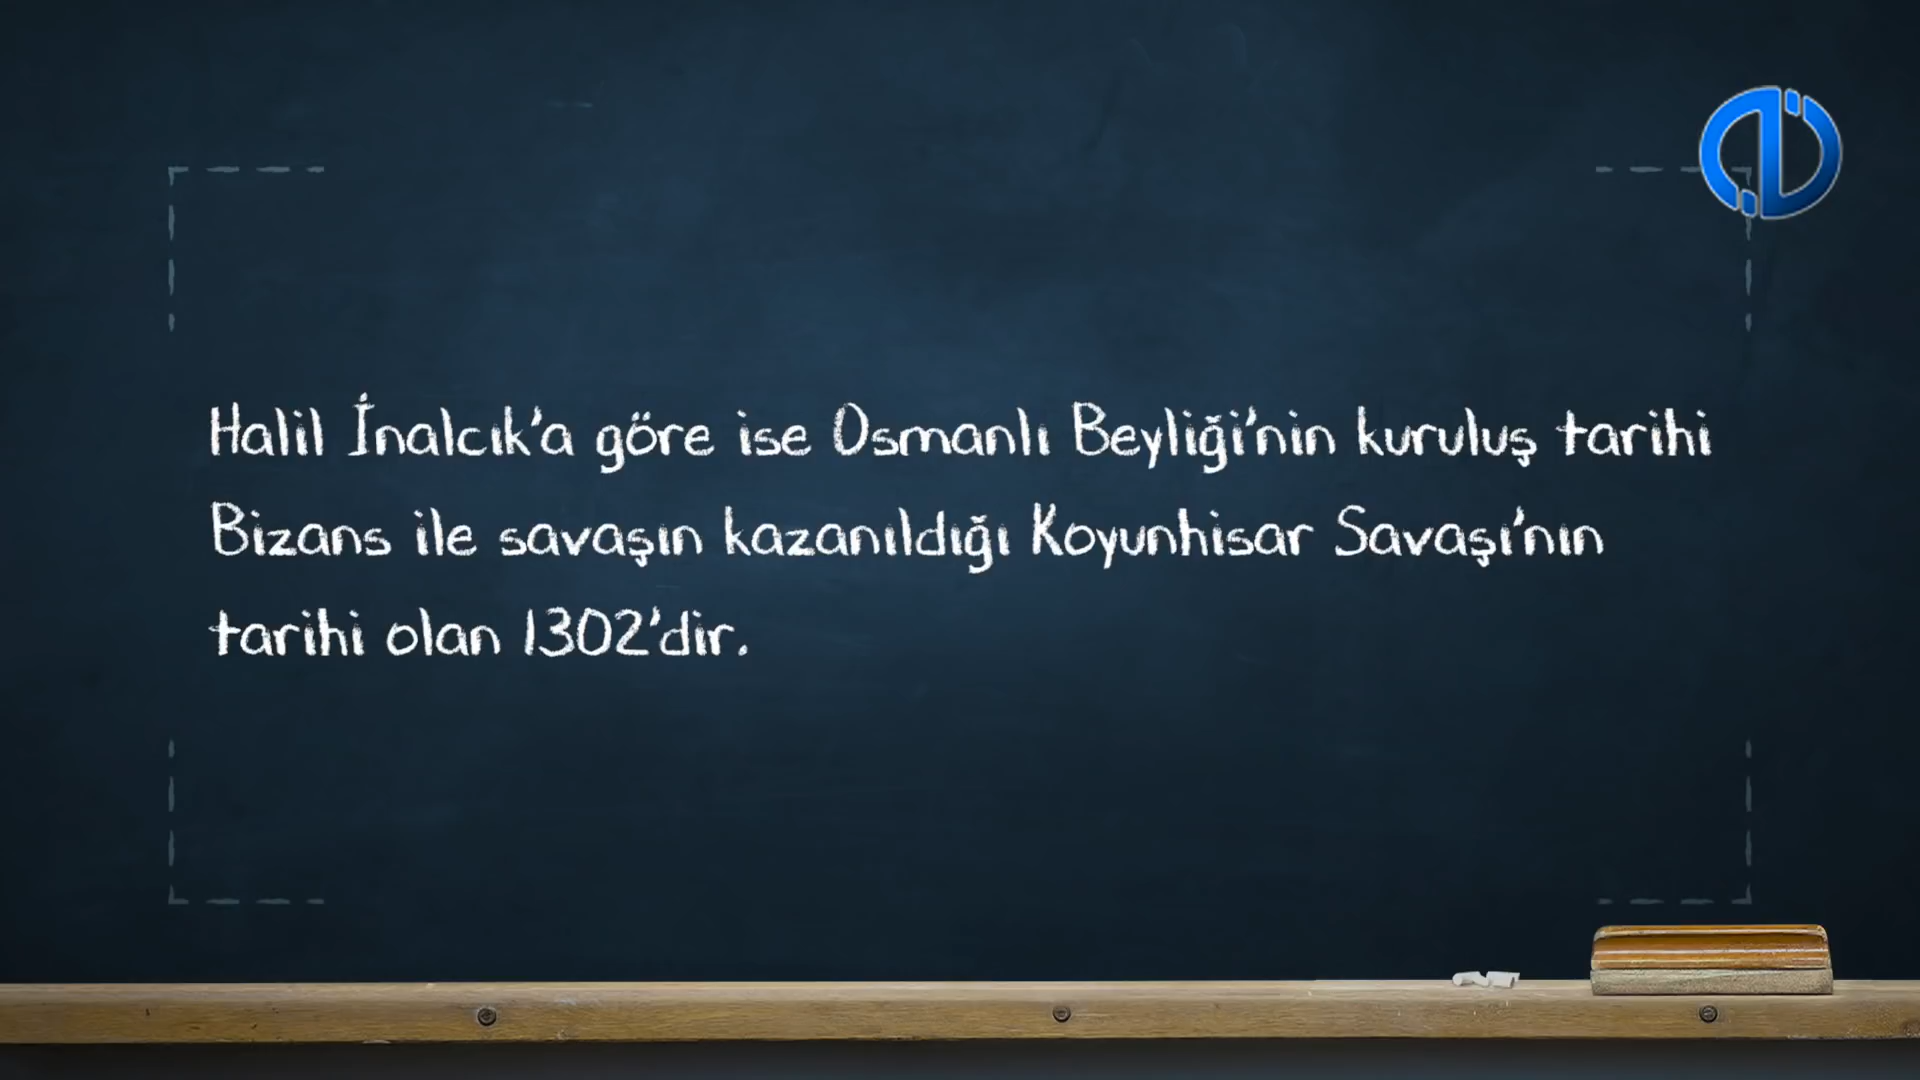 Halil İnalcık'a göre ise Osmanlı Beyliği'nin kuruluş tarihi
Bizans ile savaşın kazanıldığı Koyunhisar Savaşı'nın
tarihi olan 1302'dir.